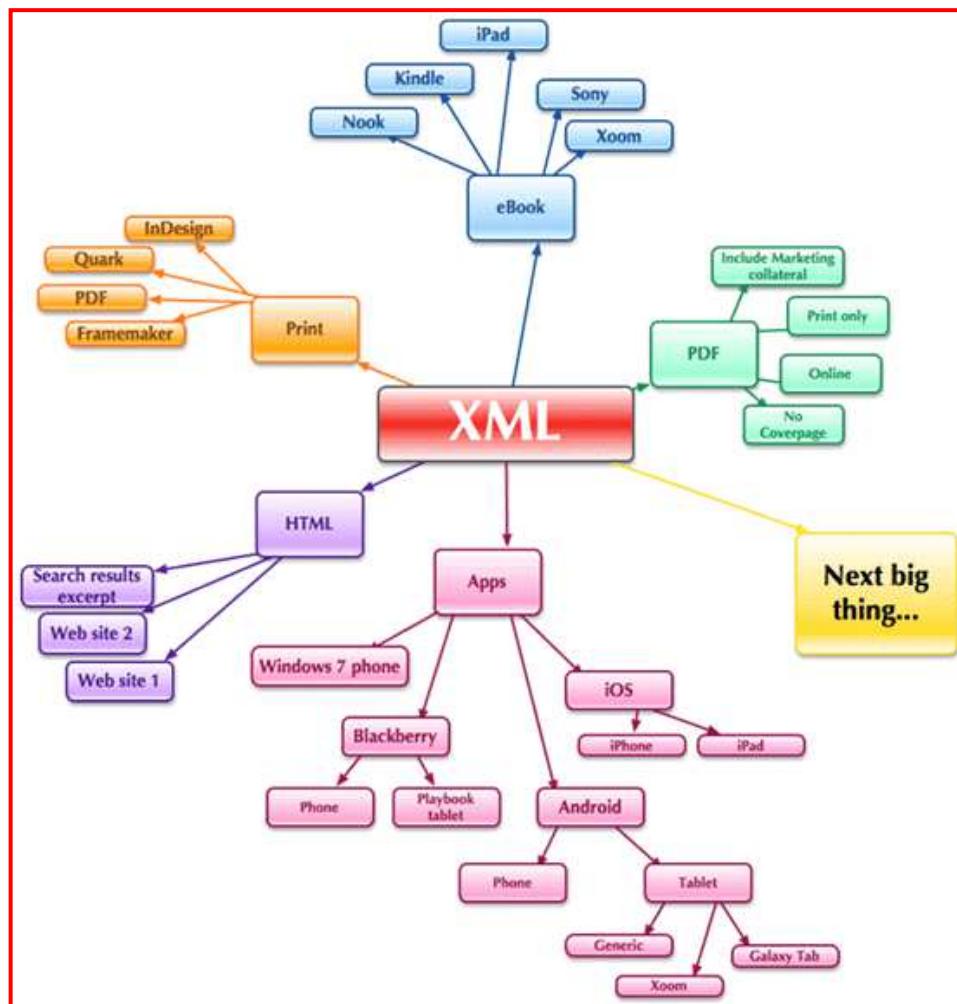 iPad
Kindle
Sony
Nook
Xoom
eBook
InDesign
Quark
PDF
Framemaker
Print
Include Marketing
collateral
Print only
PDF
Online
No
Coverpage
XML
HTML
Search results
excerpt
Web site 2
Web site 1
Apps
Next big
thing...
Windows 7 phone
iOS
Blackberry
iPhone
iPad
Phone
Playbook
tablet
Android
Phone
Tablet
Generic
Galaxy Tab
Xoom